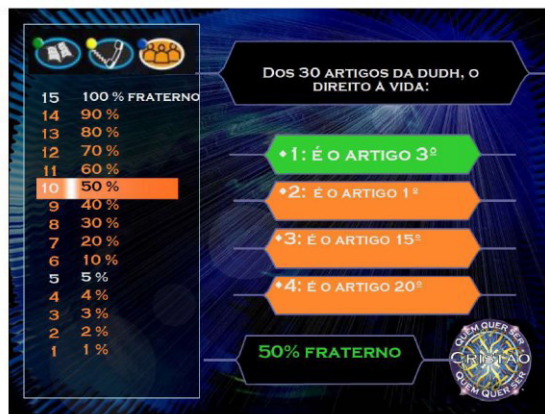 15 100 % FRATERNO
14 90 %
13 80 %
12 70 %
11 60 %
10 50 %
9 40 %
8 30 %
7 20 %
6 10 %
5 5 %
4 4 %
3 3 %
2 2 %
1 1 %
DOS 30 ARTIGOS DA DUDH, O
DIREITO À VIDA:
1: É O ARTIGO 3º
2: É O ARTIGO 1º
3: É O ARTIGO 15º
4: É O ARTIGO 20º
50% FRATERNO
QUEM QUER SER
CRISTÃO
QUEM QUER SER